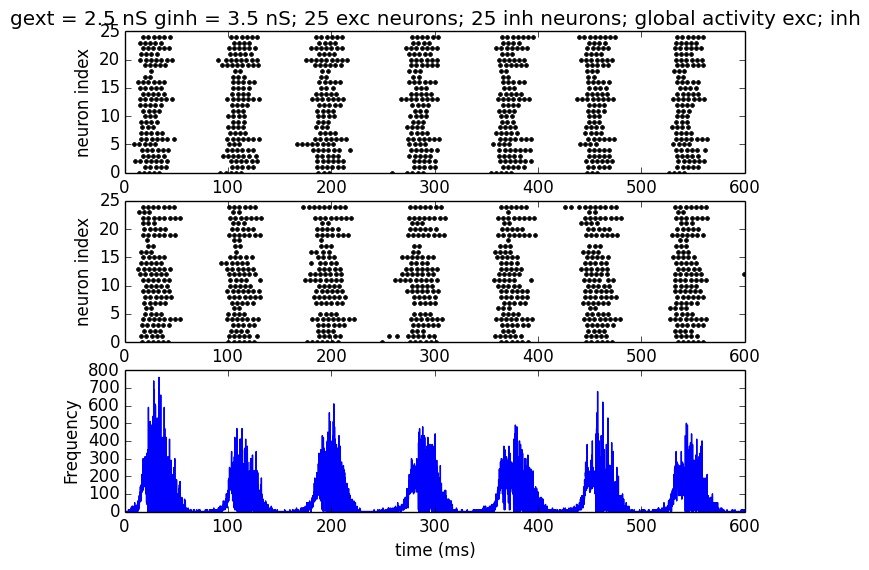 gext = 2.5 nS ginh = 3.5 nS; 25 exc neurons; 25 inh neurons; global activity exc; inh
25
20
15
10
5
0
neuron index
0 100 200 300 400 500 600
25
20
15
10
5
0
neuron index
0 100 200 300 400 500 600
800
700
600
500
400
300
200
100
0
Frequency
0 100 200 300 400 500 600
time (ms)